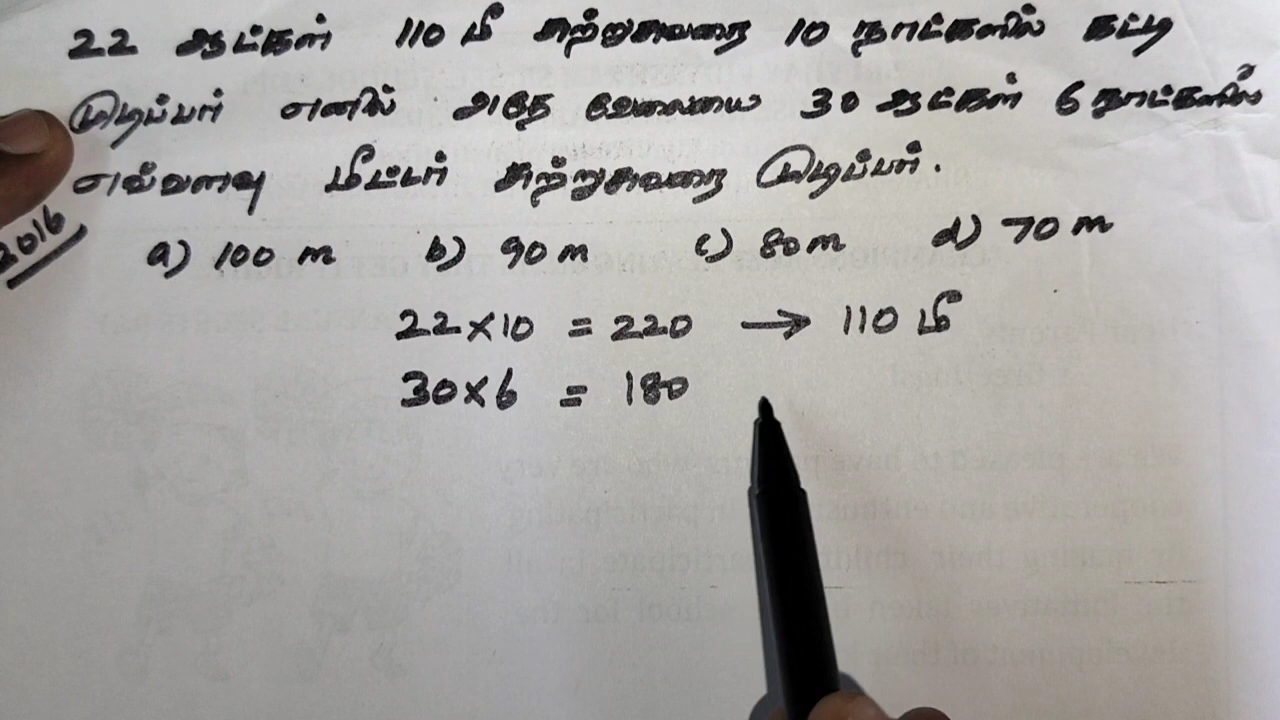 22 ஆட்கள் 110 மீ சுற்றுசுவரை 10 நாட்களில் கட்டி
முடிப்பர் எனில் அதே வேலையை 30 ஆட்கள் 6 நாட்களில்
எவ்வளவு மீட்டர் சுற்றுசுவரை முடிப்பர்.
2016
a) 100 m b) 90 m c) 80 m d) 70 m
22 × 10 = 220 → 110 மீ
30 × 6 = 180